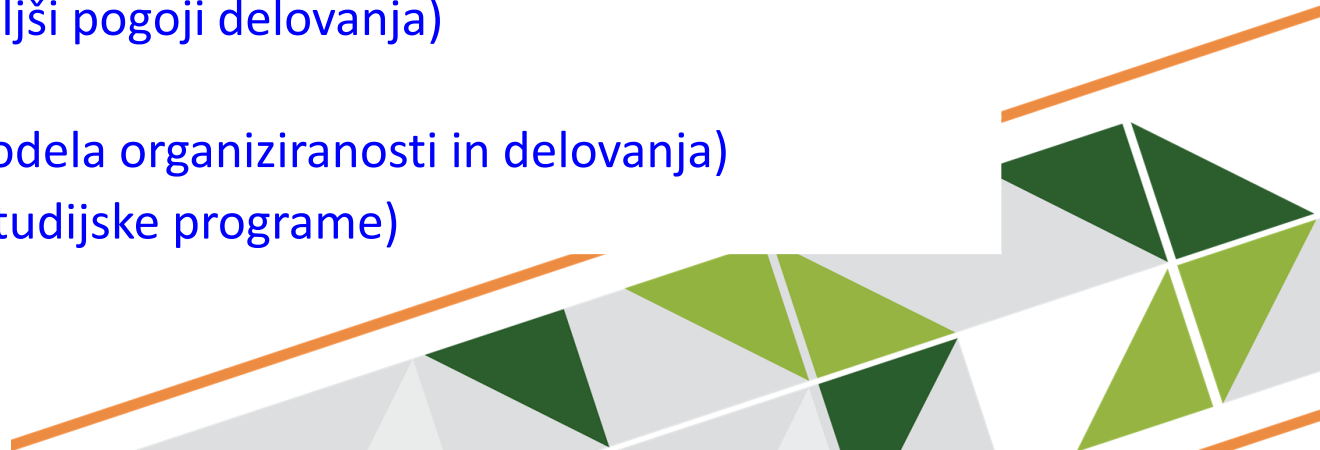 ljši pogoji delovanja)
odela organiziranosti in delovanja)
tudijske programe)